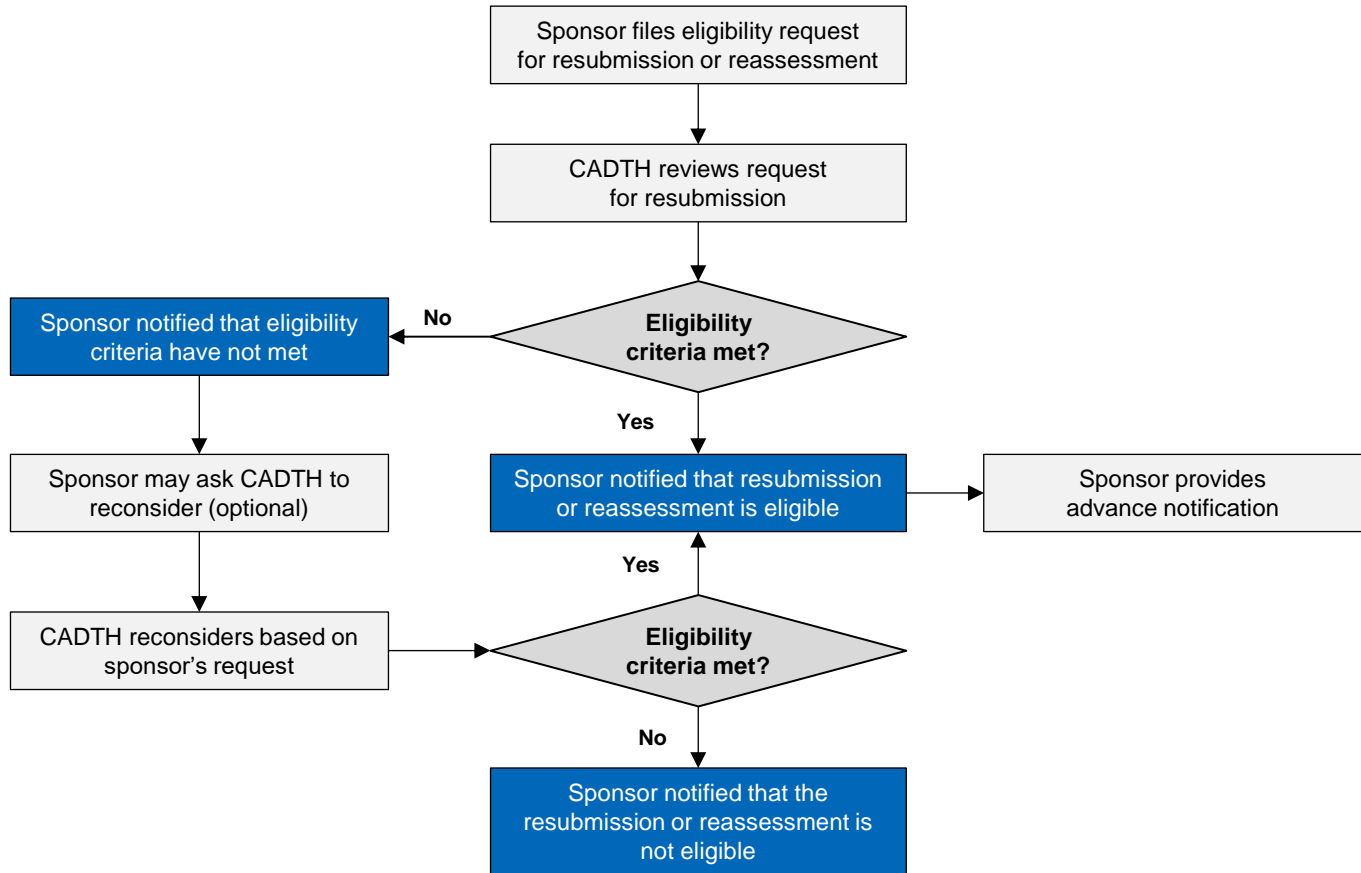 Sponsor files eligibility request
for resubmission or reassessment
CADTH reviews request
for resubmission
Eligibility
criteria met?
No
Sponsor notified that eligibility
criteria have not met
Yes
Sponsor may ask CADTH to
reconsider (optional)
Sponsor notified that resubmission
or reassessment is eligible
Sponsor provides
advance notification
Yes
CADTH reconsiders based on
sponsor’s request
Eligibility
criteria met?
No
Sponsor notified that the
resubmission or reassessment is
not eligible